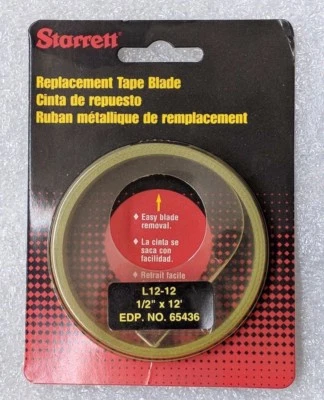 Starrett
Replacement Tape Blade
Cinta de repuesto
Ruban métallique de remplacement
Easy blade
removal.
La cinta se
saca con
facilidad.
Retrait facile
L12-12
1/2" x 12'
EDP. NO. 65436